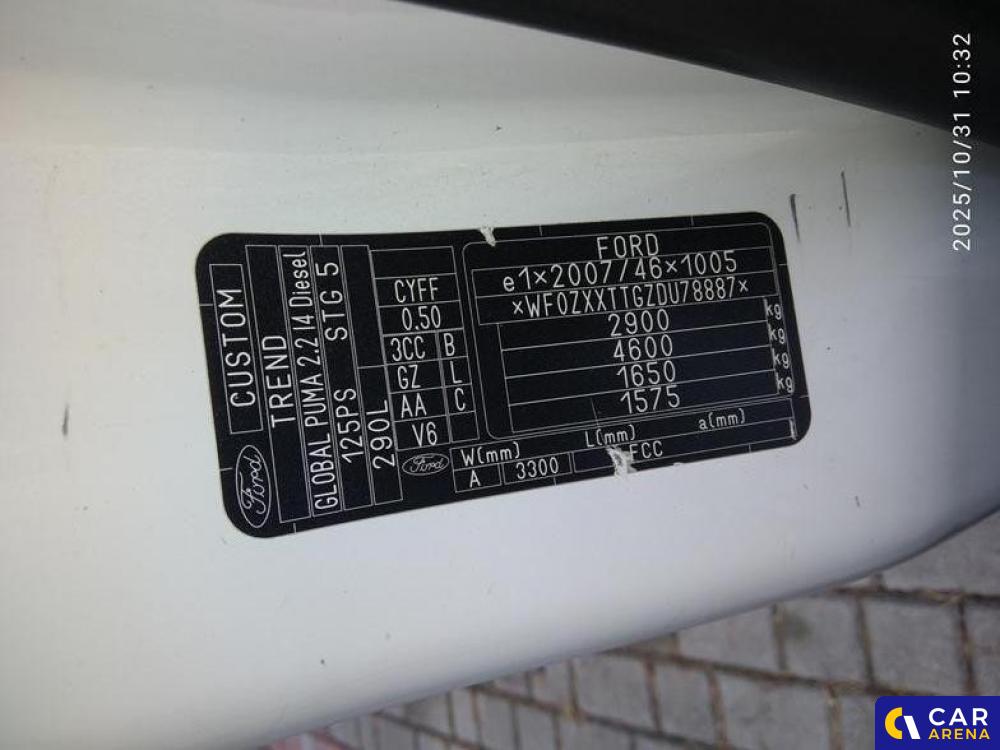 2025/10/31 10:32
FORD
e1×2007/46×1005
×WF0ZXXTTGZDU78887×
2900 kg
4600 kg
1650 kg
1575 kg
CUSTOM
TREND
GLOBAL PUMA 2.2 I4 Diesel
125PS STG 5
290L
CYFF
0.50
3CC B
GZ L
AA C
V6
Ford
Ford
W(mm) L(mm) a(mm)
A 3300 FCC
CAR
ARENA